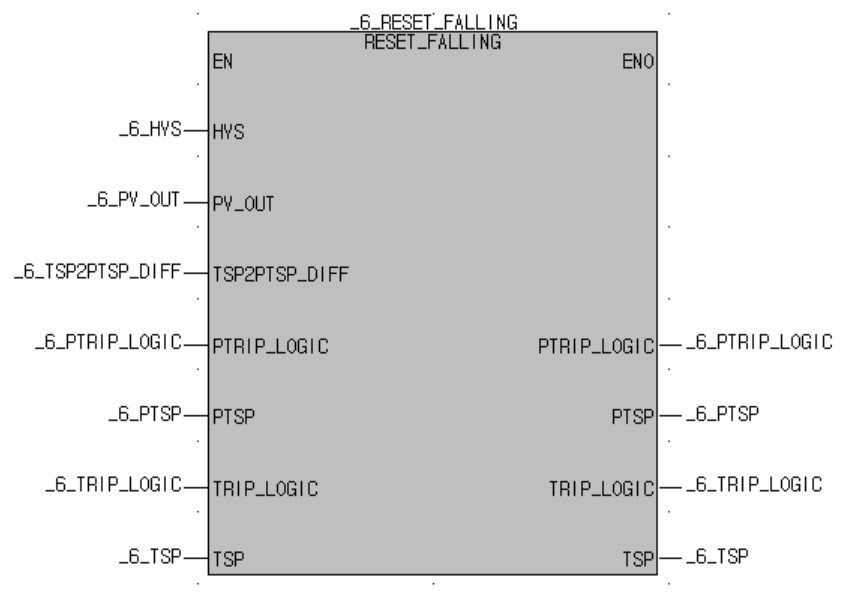 _6_RESET_FALLING
RESET_FALLING
EN ENO
_6_HYS HYS
_6_PV_OUT PV_OUT
_6_TSP2PTSP_DIFF TSP2PTSP_DIFF
_6_PTRIP_LOGIC PTRIP_LOGIC PTRIP_LOGIC _6_PTRIP_LOGIC
_6_PTSP PTSP PTSP _6_PTSP
_6_TRIP_LOGIC TRIP_LOGIC TRIP_LOGIC _6_TRIP_LOGIC
_6_TSP TSP TSP _6_TSP